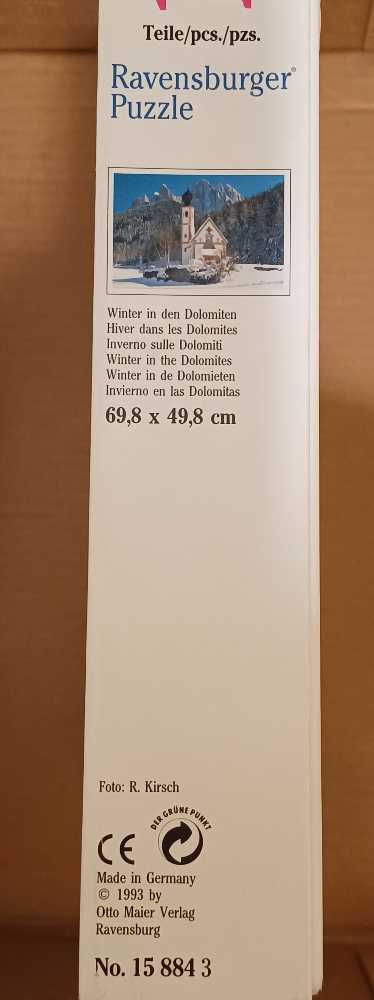 Teile/pcs./pzs.
Ravensburger®
Puzzle
Winter in den Dolomiten
Hiver dans les Dolomites
Inverno sulle Dolomiti
Winter in the Dolomites
Winter in de Dolomieten
Invierno en las Dolomitas
69,8 x 49,8 cm
Foto: R. Kirsch
DER GRÜNE PUNKT
CE
Made in Germany
© 1993 by
Otto Maier Verlag
Ravensburg
No. 15 884 3